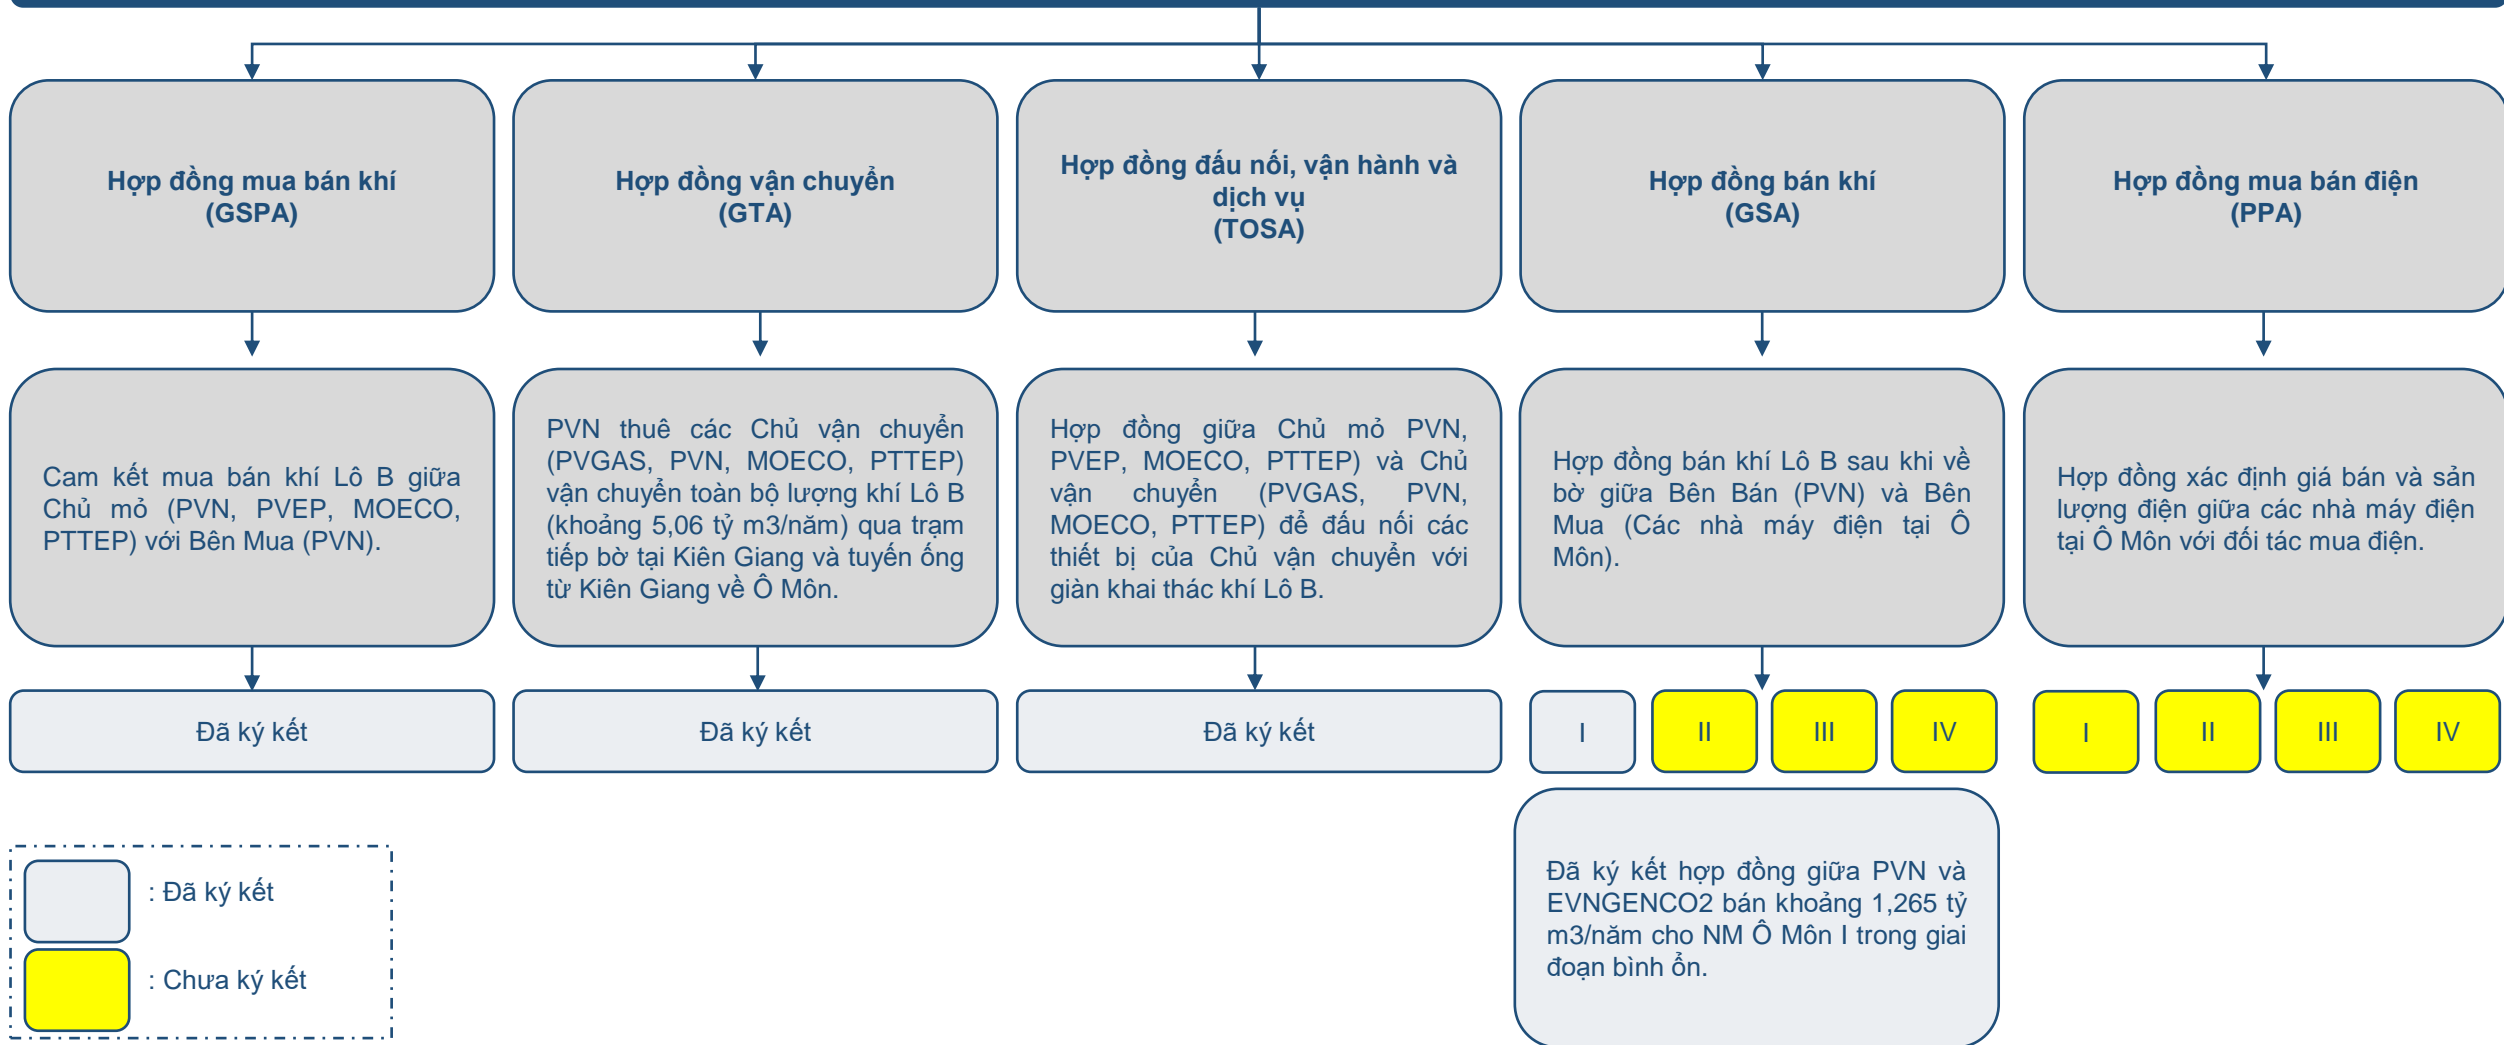 Hợp đồng mua bán khí
(GSPA)
Hợp đồng vận chuyển
(GTA)
Hợp đồng đấu nối, vận hành và
dịch vụ
(TOSA)
Hợp đồng bán khí
(GSA)
Hợp đồng mua bán điện
(PPA)
Cam kết mua bán khí Lô B giữa
Chủ mỏ (PVN, PVEP, MOECO,
PTTEP) với Bên Mua (PVN).
PVN thuê các Chủ vận chuyển
(PVGAS, PVN, MOECO, PTTEP)
vận chuyển toàn bộ lượng khí Lô B
(khoảng 5,06 tỷ m3/năm) qua trạm
tiếp bờ tại Kiên Giang và tuyến ống
từ Kiên Giang về Ô Môn.
Hợp đồng giữa Chủ mỏ PVN,
PVEP, MOECO, PTTEP) và Chủ
vận chuyển (PVGAS, PVN,
MOECO, PTTEP) để đấu nối các
thiết bị của Chủ vận chuyển với
giàn khai thác khí Lô B.
Hợp đồng bán khí Lô B sau khi về
bờ giữa Bên Bán (PVN) và Bên
Mua (Các nhà máy điện tại Ô
Môn).
Hợp đồng xác định giá bán và sản
lượng điện giữa các nhà máy điện
tại Ô Môn với đối tác mua điện.
Đã ký kết
Đã ký kết
Đã ký kết
I
II
III
IV
I
II
III
IV
Đã ký kết hợp đồng giữa PVN và
EVNGENCO2 bán khoảng 1,265 tỷ
m3/năm cho NM Ô Môn I trong giai
đoạn bình ổn.
: Đã ký kết
: Chưa ký kết